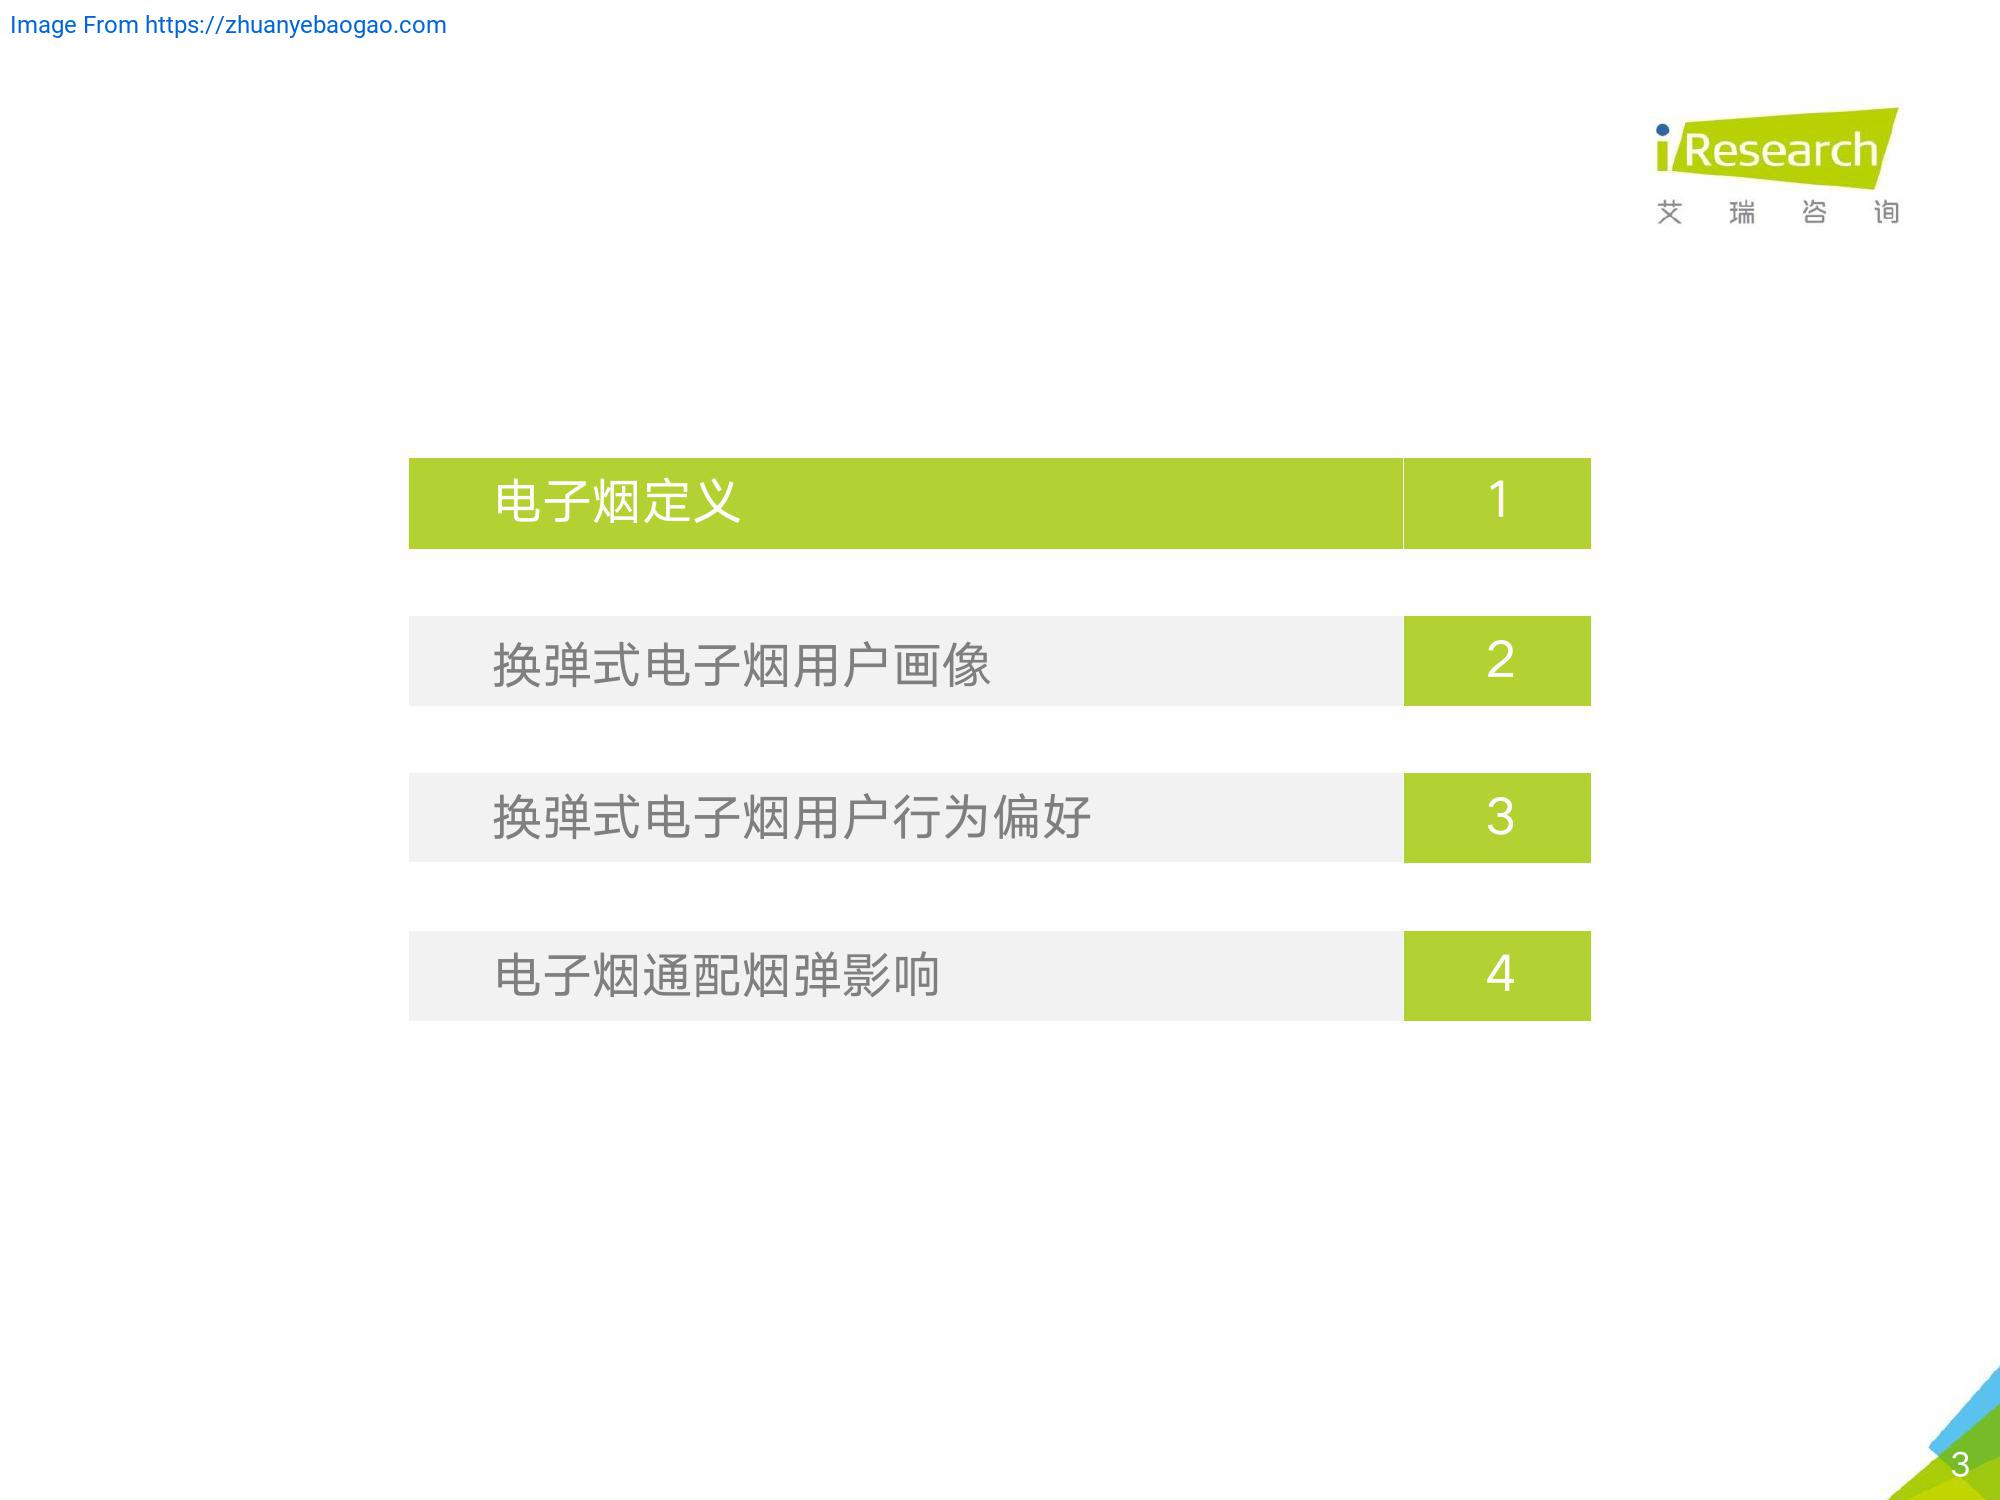 Image From https://zhuanyebaogao.com
iResearch
艾瑞咨询
电子烟定义 1
换弹式电子烟用户画像 2
换弹式电子烟用户行为偏好 3
电子烟通配烟弹影响 4
3